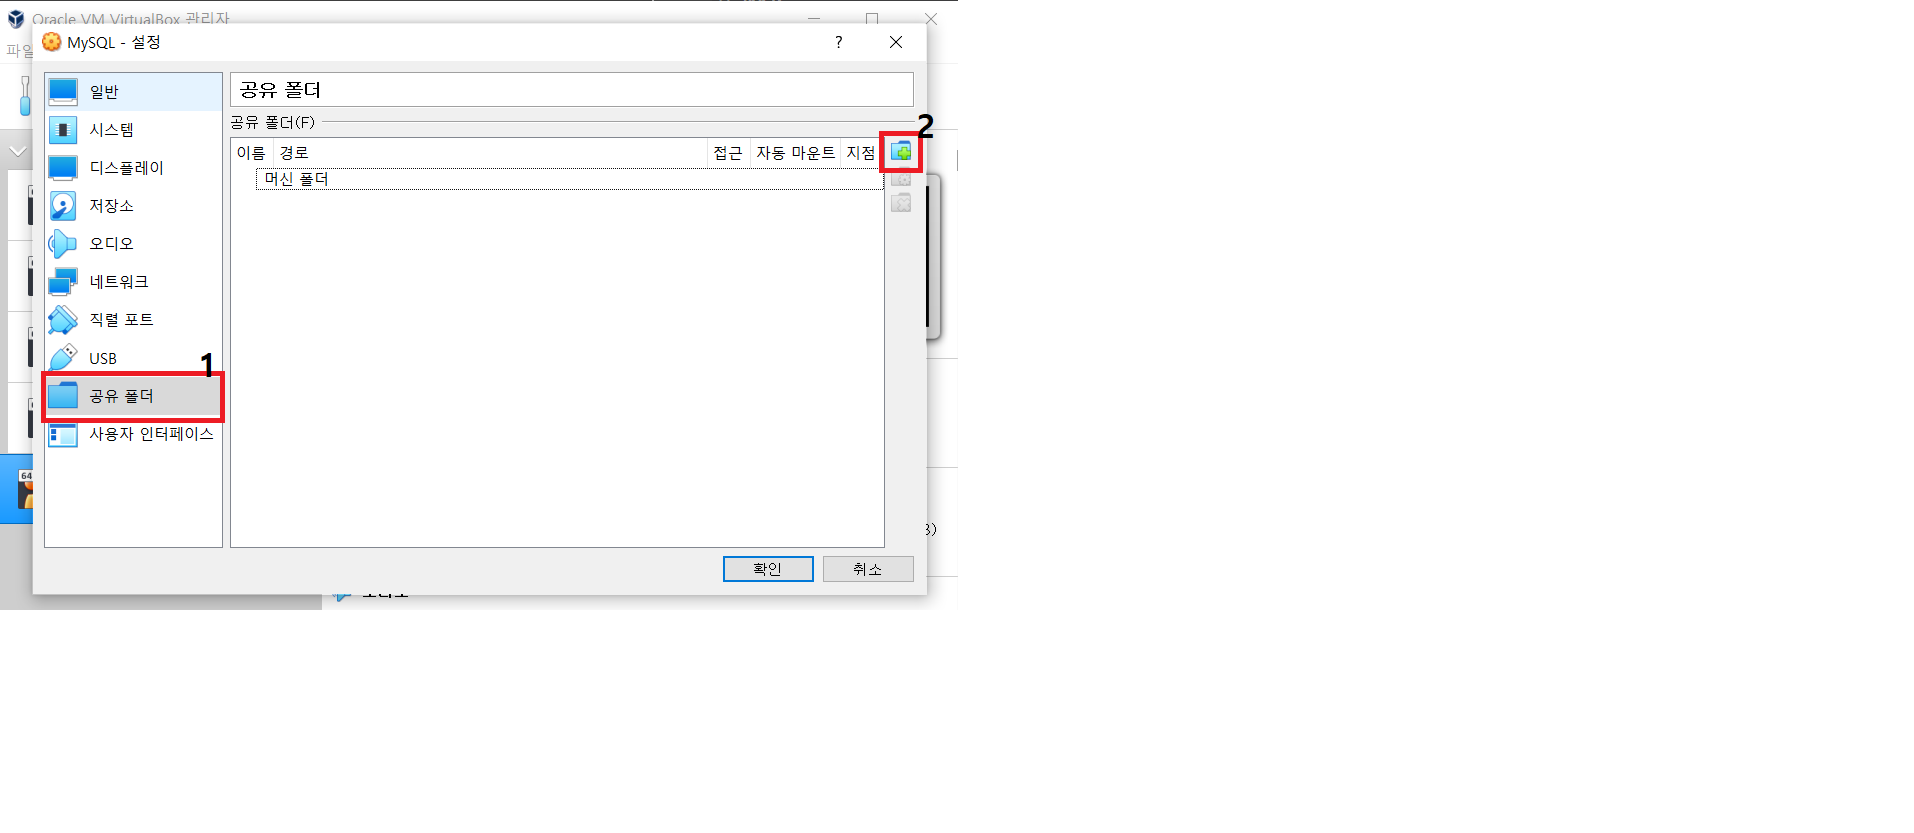 Oracle VM VirtualBox 관리자
파일
MySQL - 설정
?
일반
시스템
디스플레이
저장소
오디오
네트워크
직렬 포트
USB
1
공유 폴더
사용자 인터페이스
64
공유 폴더
공유 폴더(F)
2
이름 경로 접근 자동 마운트 지점
머신 폴더
3)
확인 취소